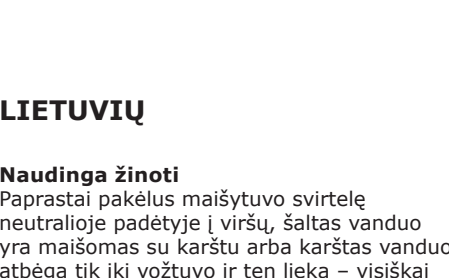 LIETUVIŲ
Naudinga žinoti
Paprastai pakėlus maišytuvo svirtelę
neutralioje padėtyje į viršų, šaltas vanduo
yra maišomas su karštu arba karštas vanduo
atbėga tik iki vožtuvo ir ten lieka – visiškai